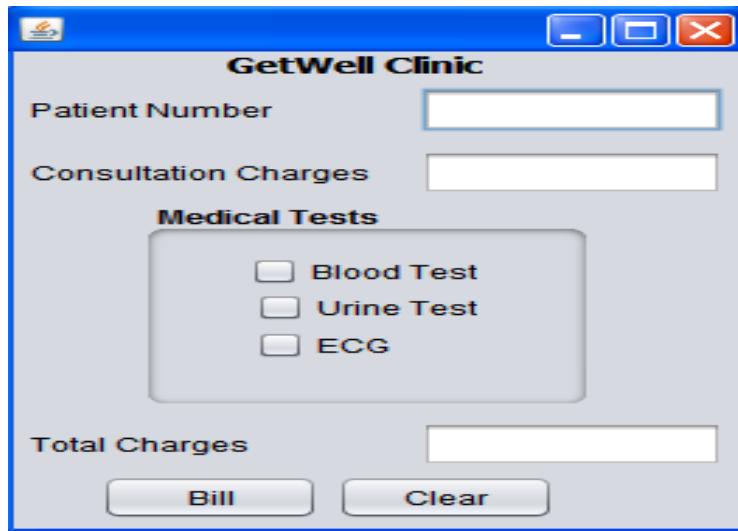 GetWell Clinic
Patient Number
Consultation Charges
Medical Tests
Blood Test
Urine Test
ECG
Total Charges
Bill Clear